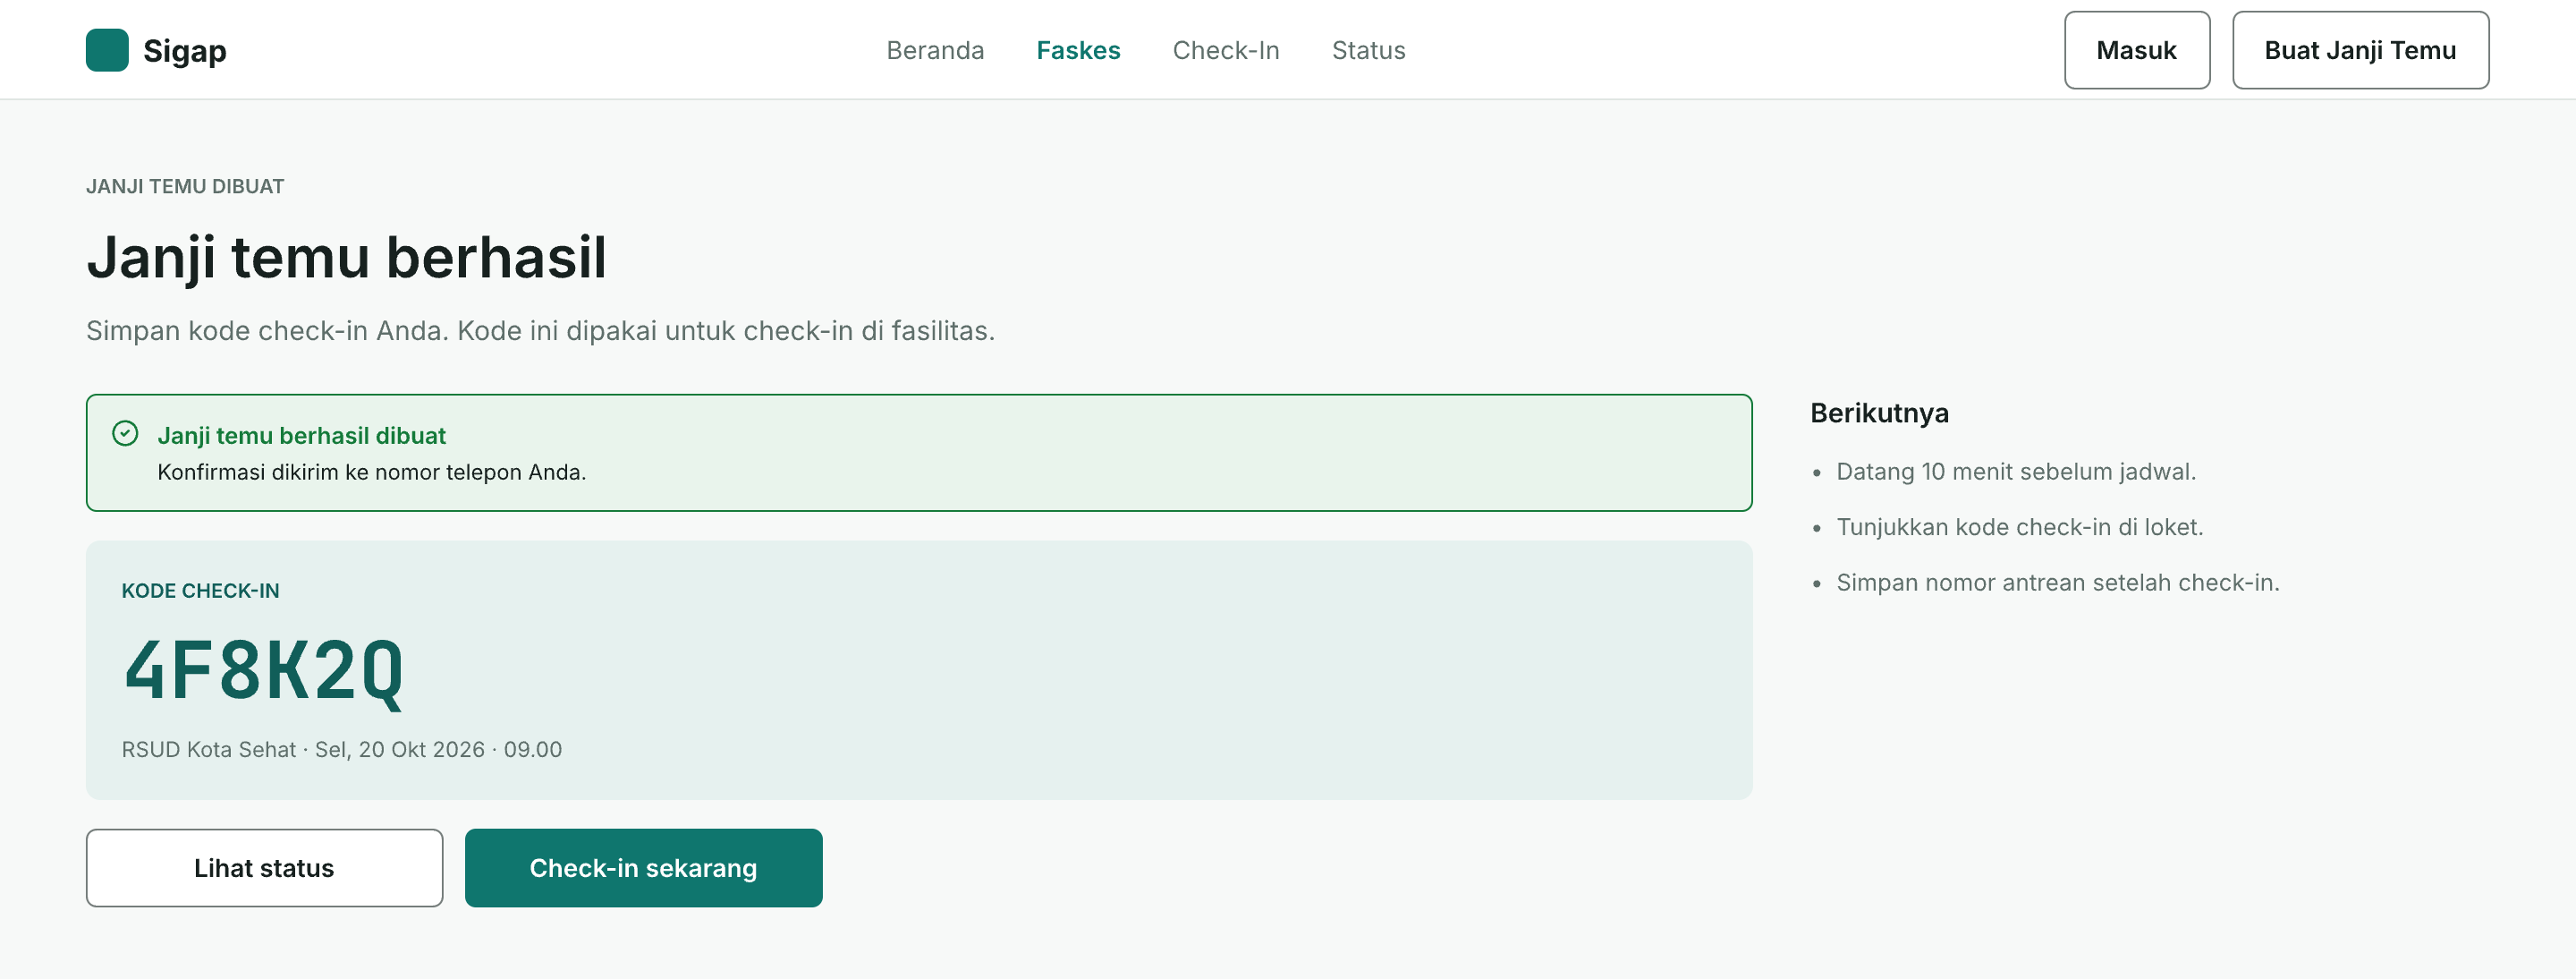 Sigap
Beranda
Faskes
Check-In
Status
Masuk
Buat Janji Temu
JANJI TEMU DIBUAT
Janji temu berhasil
Simpan kode check-in Anda. Kode ini dipakai untuk check-in di fasilitas.
Janji temu berhasil dibuat
Konfirmasi dikirim ke nomor telepon Anda.
KODE CHECK-IN
4F8K2Q
RSUD Kota Sehat · Sel, 20 Okt 2026 · 09.00
Lihat status
Check-in sekarang
Berikutnya
• Datang 10 menit sebelum jadwal.
• Tunjukkan kode check-in di loket.
• Simpan nomor antrean setelah check-in.